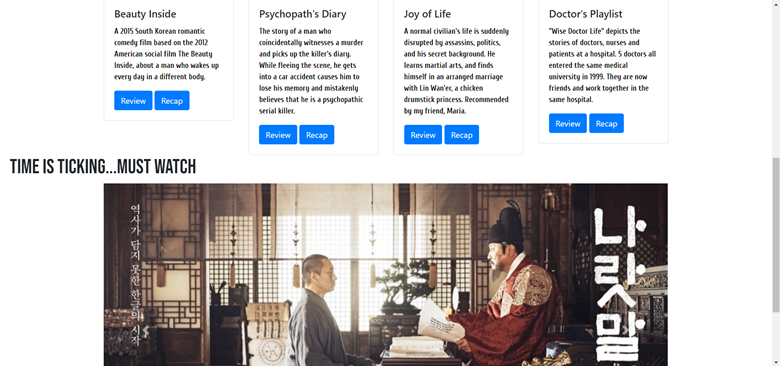 Beauty Inside
A 2015 South Korean romantic
comedy film based on the 2012
American social film The Beauty
Inside, about a man who wakes up
every day in a different body.
Review
Recap
Psychopath's Diary
The story of a man who
coincidentally witnesses a murder
and picks up the killer's diary.
While fleeing the scene, he gets
into a car accident causes him to
lose his memory and mistakenly
believes that he is a psychopathic
serial killer.
Review
Recap
Joy of Life
A normal civilian's life is suddenly
disrupted by assassins, politics,
and his secret background. He
learns martial arts, and finds
himself in an arranged marriage
with Lin Wan'er, a chicken
drumstick princess. Recommended
by my friend, Maria.
Review
Recap
Doctor's Playlist
"Wise Doctor Life" depicts the
stories of doctors, nurses and
patients at a hospital. 5 doctors all
entered the same medical
university in 1999. They are now
friends and work together in the
same hospital.
Review
Recap
TIME IS TICKING...MUST WATCH
역사가 담지 못한 한글의 시작
나랏말